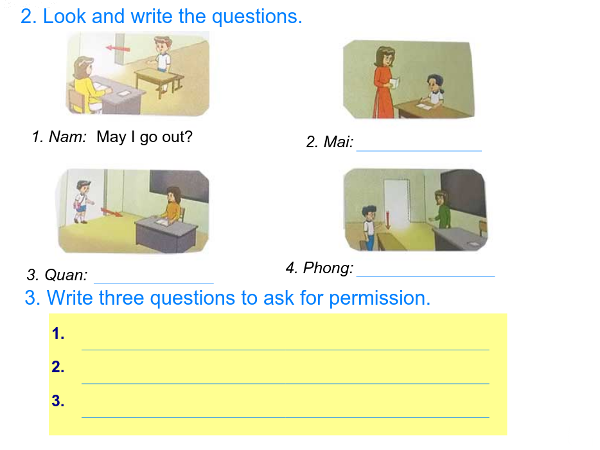 2. Look and write the questions.
1. Nam: May I go out?
2. Mai:
3. Quan:
4. Phong:
3. Write three questions to ask for permission.
1.
2.
3.